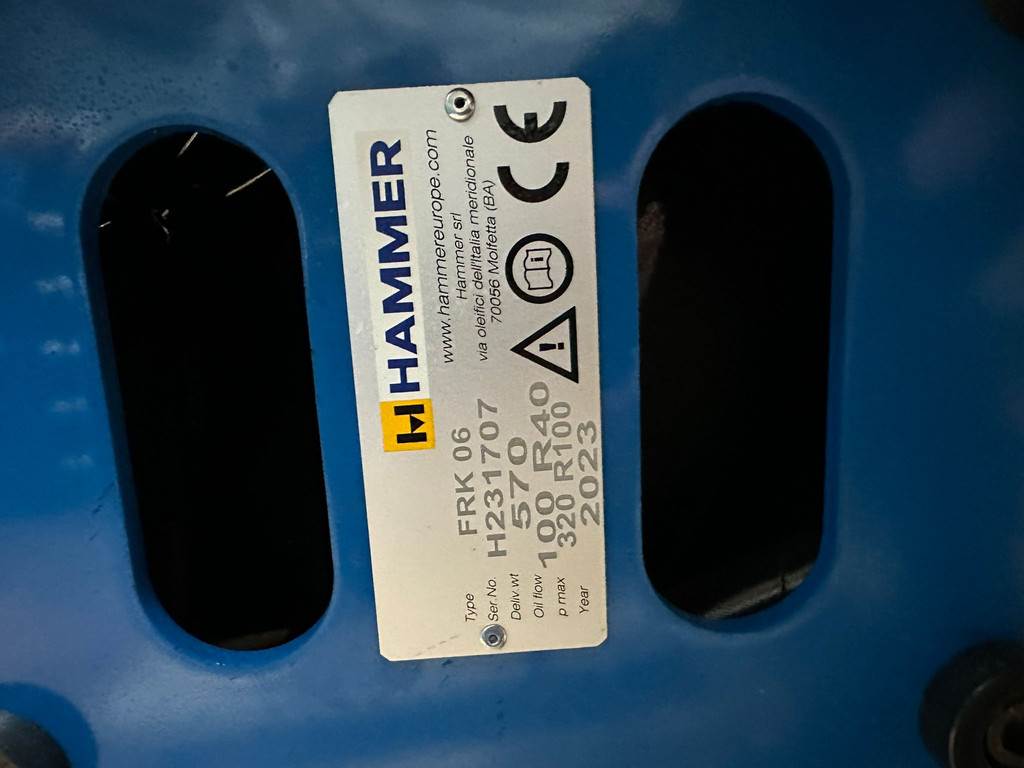 HAMMER
www.hammereurope.com
Hammer srl
via oleifici dell'Italia meridionale
70056 Molfetta (BA)
CE
Type FRK 06
Ser.No. H231707
Deliv.wt 570
Oil flow 100 R40
p max 320 R100
Year 2023